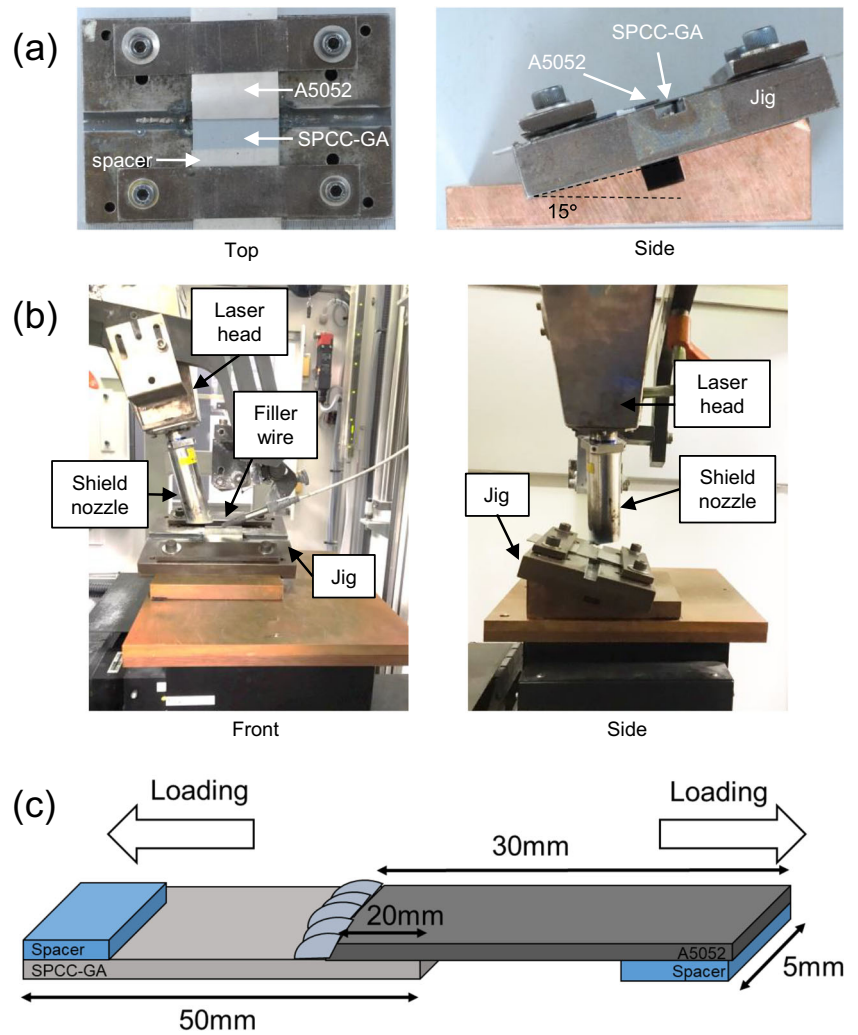 (a)
A5052
SPCC-GA
spacer
Top
SPCC-GA
A5052
Jig
15°
Side
(b)
Laser
head
Filler
wire
Shield
nozzle
Jig
Front
Laser
head
Shield
nozzle
Jig
Side
(c)
Loading
Loading
30mm
20mm
Spacer
SPCC-GA
A5052
Spacer
5mm
50mm